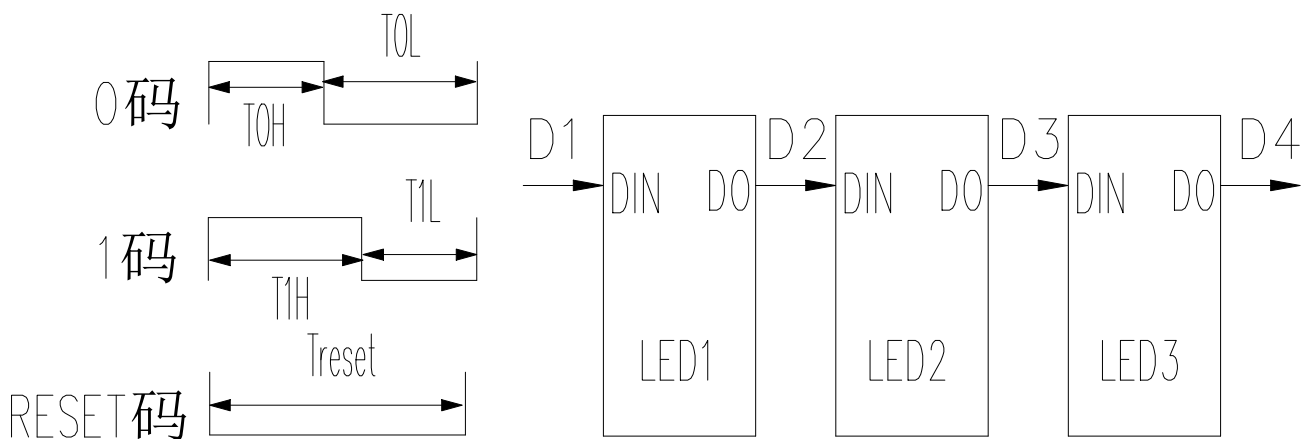 T0L
0码
T0H
T1L
1码
T1H
Treset
RESET码
D1
D2
D3
D4
DIN
DO
DIN
DO
DIN
DO
LED1
LED2
LED3